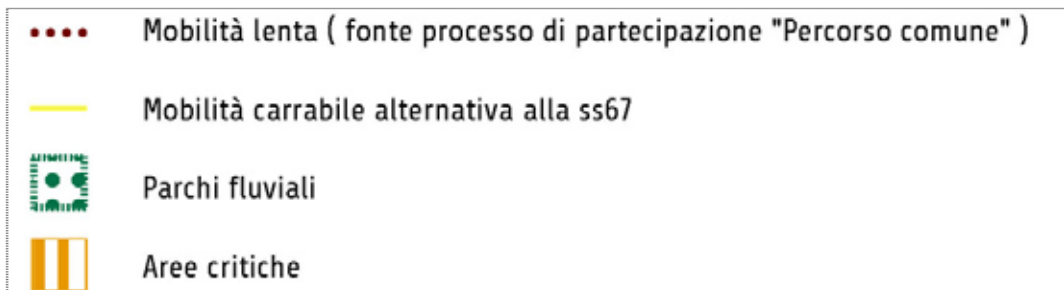 Mobilità lenta ( fonte processo di partecipazione "Percorso comune" )
Mobilità carrabile alternativa alla ss67
Parchi fluviali
Aree critiche